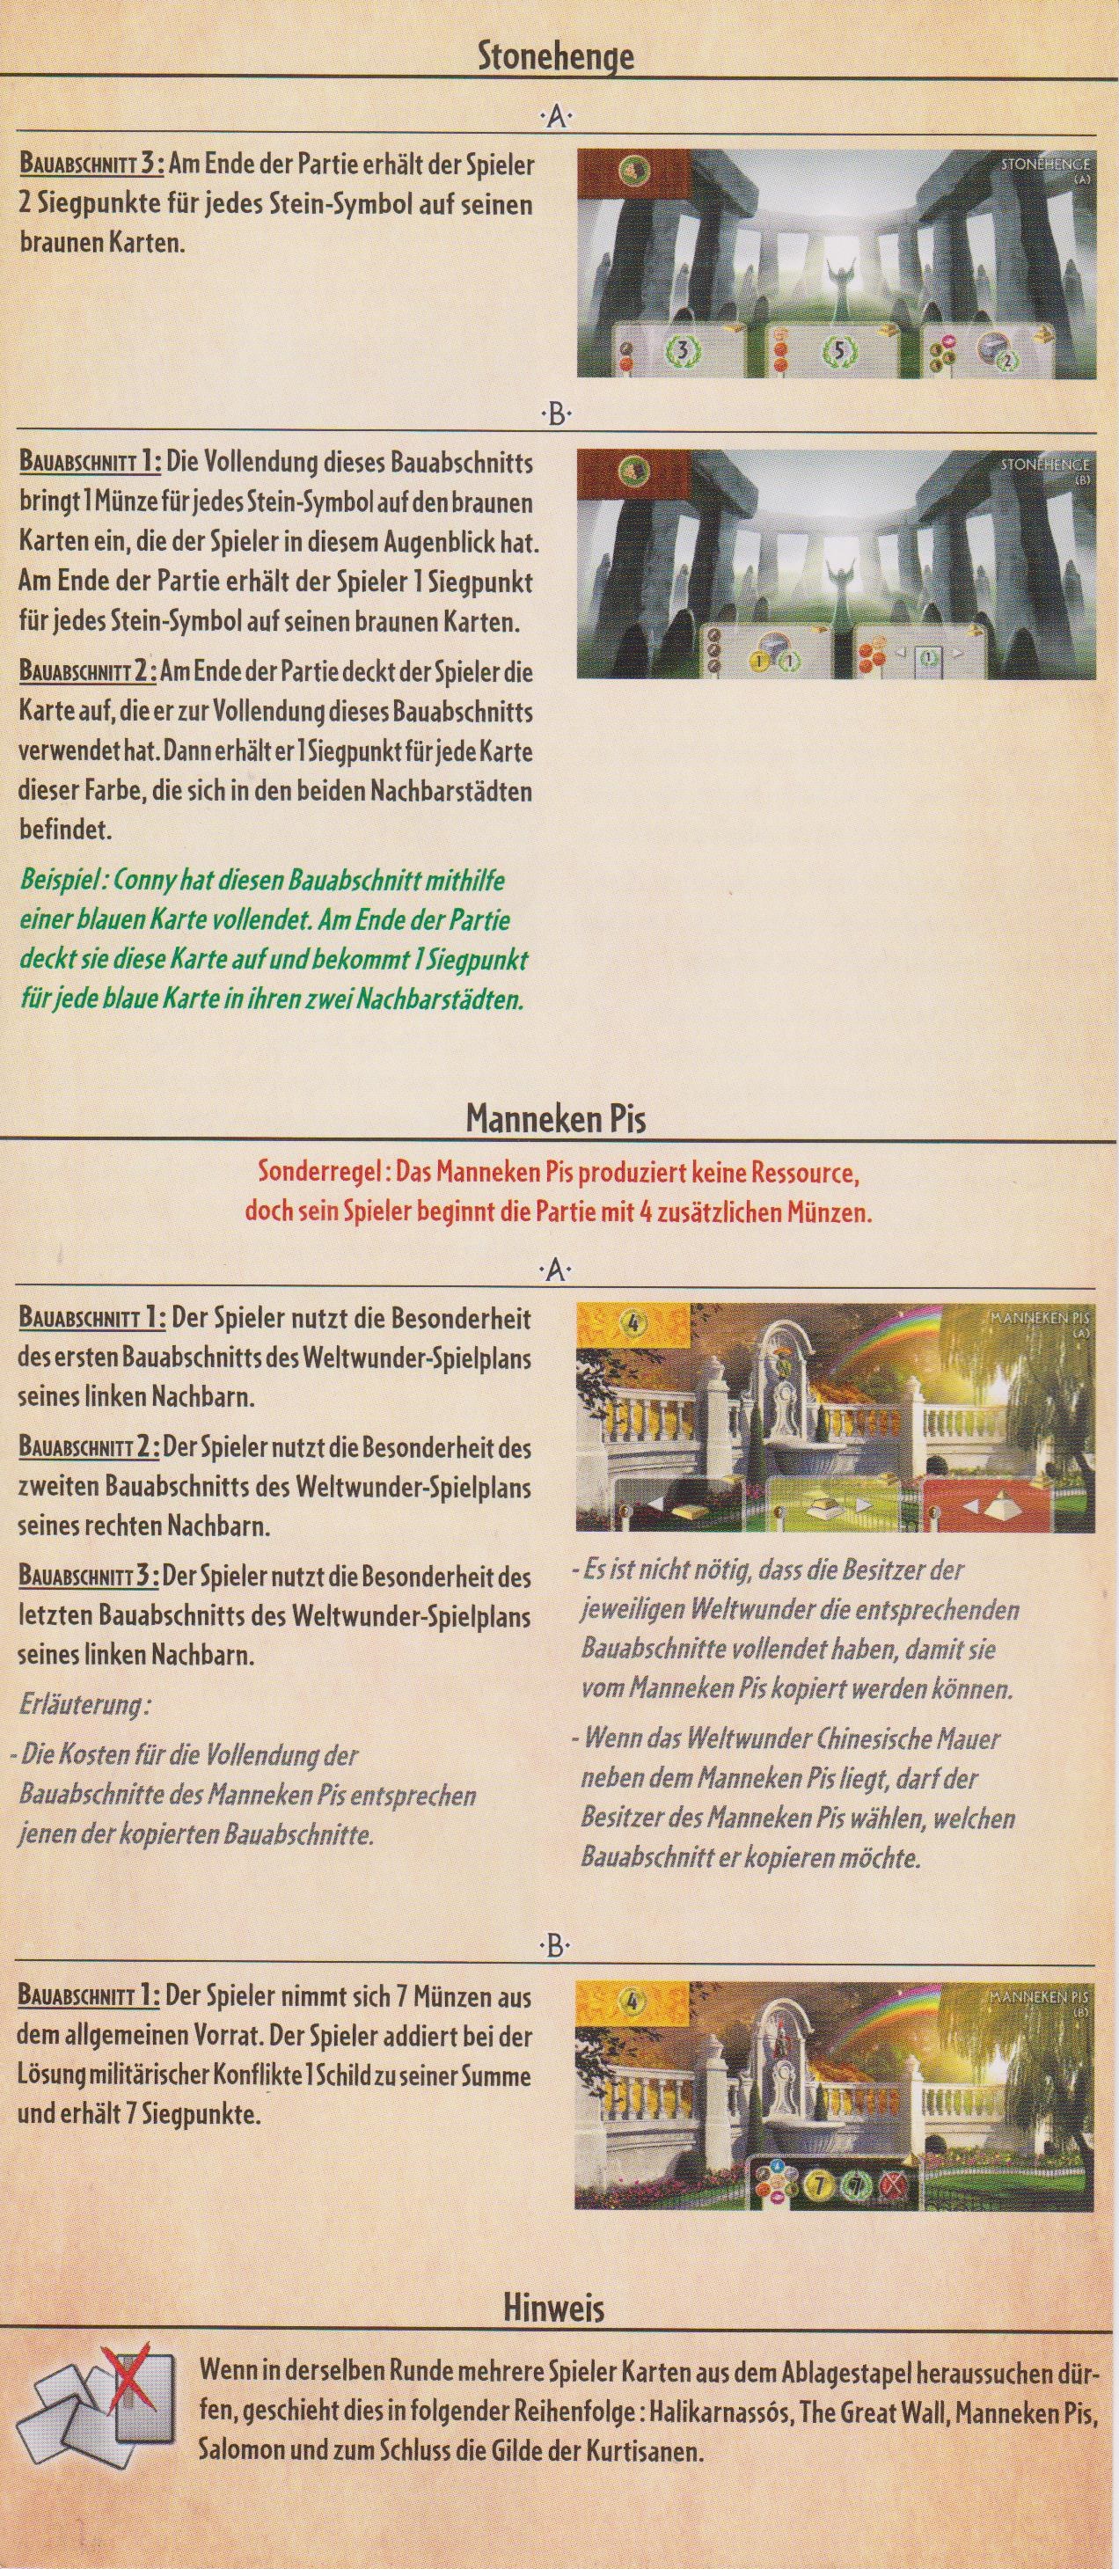 Stonehenge
·A·
BAUABSCHNITT 3: Am Ende der Partie erhält der Spieler
2 Siegpunkte für jedes Stein-Symbol auf seinen
braunen Karten.
STONEHENGE
(A)
3
5
2
·B·
BAUABSCHNITT 1: Die Vollendung dieses Bauabschnitts
bringt 1 Münze für jedes Stein-Symbol auf den braunen
Karten ein, die der Spieler in diesem Augenblick hat.
Am Ende der Partie erhält der Spieler 1 Siegpunkt
für jedes Stein-Symbol auf seinen braunen Karten.
BAUABSCHNITT 2: Am Ende der Partie deckt der Spieler die
Karte auf, die er zur Vollendung dieses Bauabschnitts
verwendet hat. Dann erhält er 1 Siegpunkt für jede Karte
dieser Farbe, die sich in den beiden Nachbarstädten
befindet.
Beispiel: Conny hat diesen Bauabschnitt mithilfe
einer blauen Karte vollendet. Am Ende der Partie
deckt sie diese Karte auf und bekommt 1 Siegpunkt
für jede blaue Karte in ihren zwei Nachbarstädten.
STONEHENGE
(B)
1
1
1
Manneken Pis
Sonderregel: Das Manneken Pis produziert keine Ressource,
doch sein Spieler beginnt die Partie mit 4 zusätzlichen Münzen.
·A·
BAUABSCHNITT 1: Der Spieler nutzt die Besonderheit
des ersten Bauabschnitts des Weltwunder-Spielplans
seines linken Nachbarn.
BAUABSCHNITT 2: Der Spieler nutzt die Besonderheit des
zweiten Bauabschnitts des Weltwunder-Spielplans
seines rechten Nachbarn.
BAUABSCHNITT 3: Der Spieler nutzt die Besonderheit des
letzten Bauabschnitts des Weltwunder-Spielplans
seines linken Nachbarn.
Erläuterung:
- Die Kosten für die Vollendung der
Bauabschnitte des Manneken Pis entsprechen
jenen der kopierten Bauabschnitte.
4
MANNEKEN PIS
(A)
- Es ist nicht nötig, dass die Besitzer der
jeweiligen Weltwunder die entsprechenden
Bauabschnitte vollendet haben, damit sie
vom Manneken Pis kopiert werden können.
- Wenn das Weltwunder Chinesische Mauer
neben dem Manneken Pis liegt, darf der
Besitzer des Manneken Pis wählen, welchen
Bauabschnitt er kopieren möchte.
·B·
BAUABSCHNITT 1: Der Spieler nimmt sich 7 Münzen aus
dem allgemeinen Vorrat. Der Spieler addiert bei der
Lösung militärischer Konflikte 1 Schild zu seiner Summe
und erhält 7 Siegpunkte.
4
MANNEKEN PIS
(B)
7
7
Hinweis
Wenn in derselben Runde mehrere Spieler Karten aus dem Ablagestapel heraussuchen dür-
fen, geschieht dies in folgender Reihenfolge: Halikarnassós, The Great Wall, Manneken Pis,
Salomon und zum Schluss die Gilde der Kurtisanen.